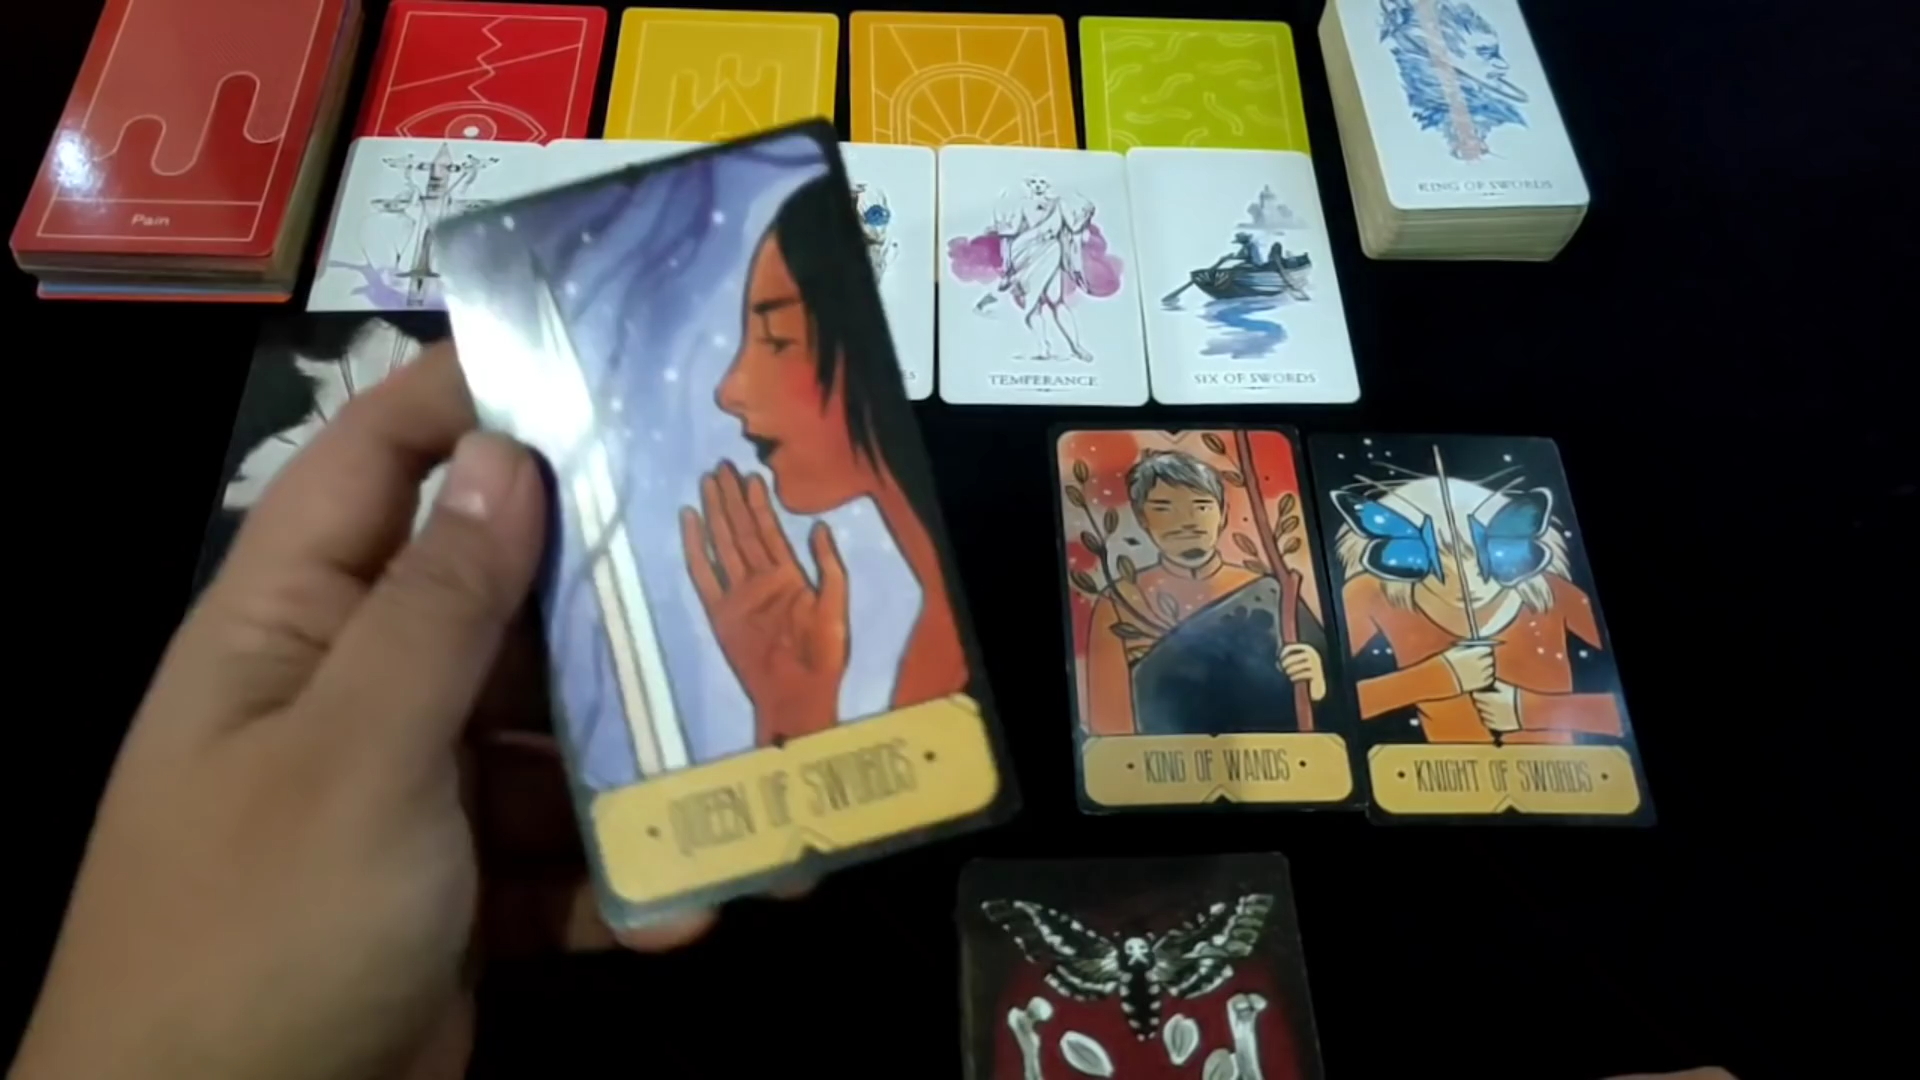 Pain
KING OF SWORDS
TEMPERANCE
SIX OF SWORDS
• QUEEN OF SWORDS •
• KING OF WANDS •
• KNIGHT OF SWORDS •